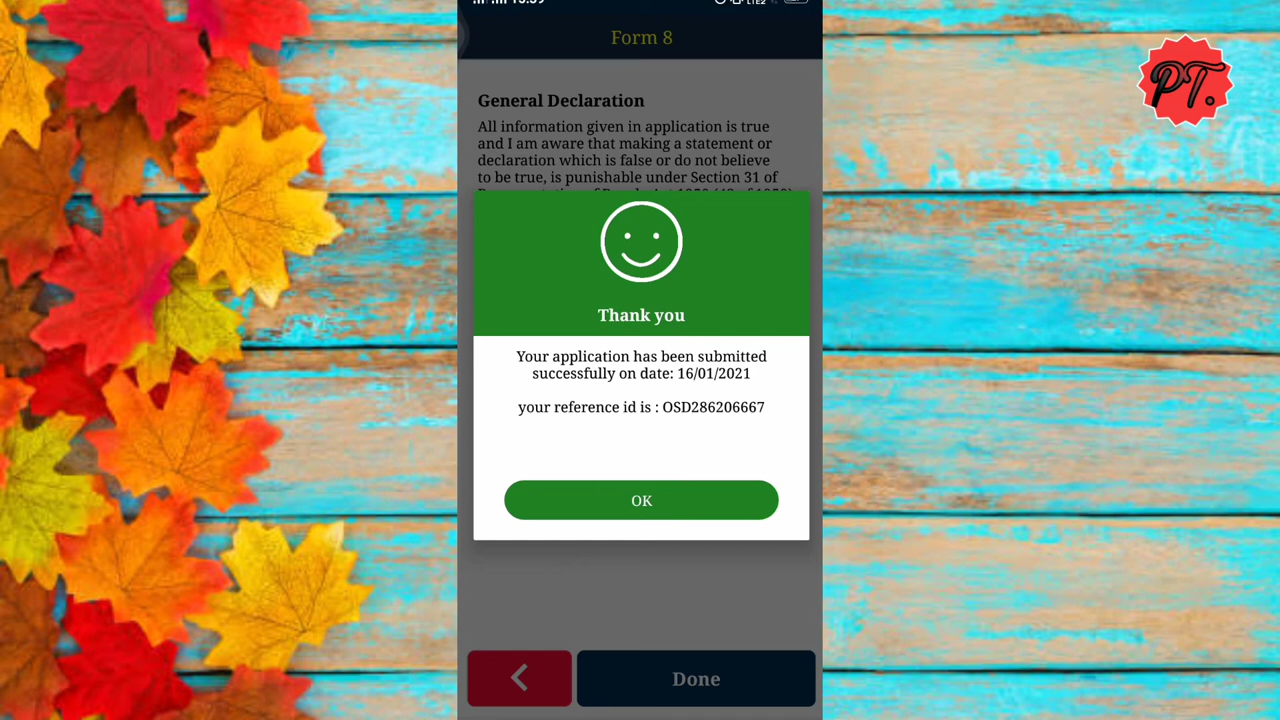 Form 8
PT.
General Declaration
All information given in application is true
and I am aware that making a statement or
declaration which is false or do not believe
to be true, is punishable under Section 31 of
Thank you
Your application has been submitted
successfully on date: 16/01/2021
your reference id is : OSD286206667
OK
Done